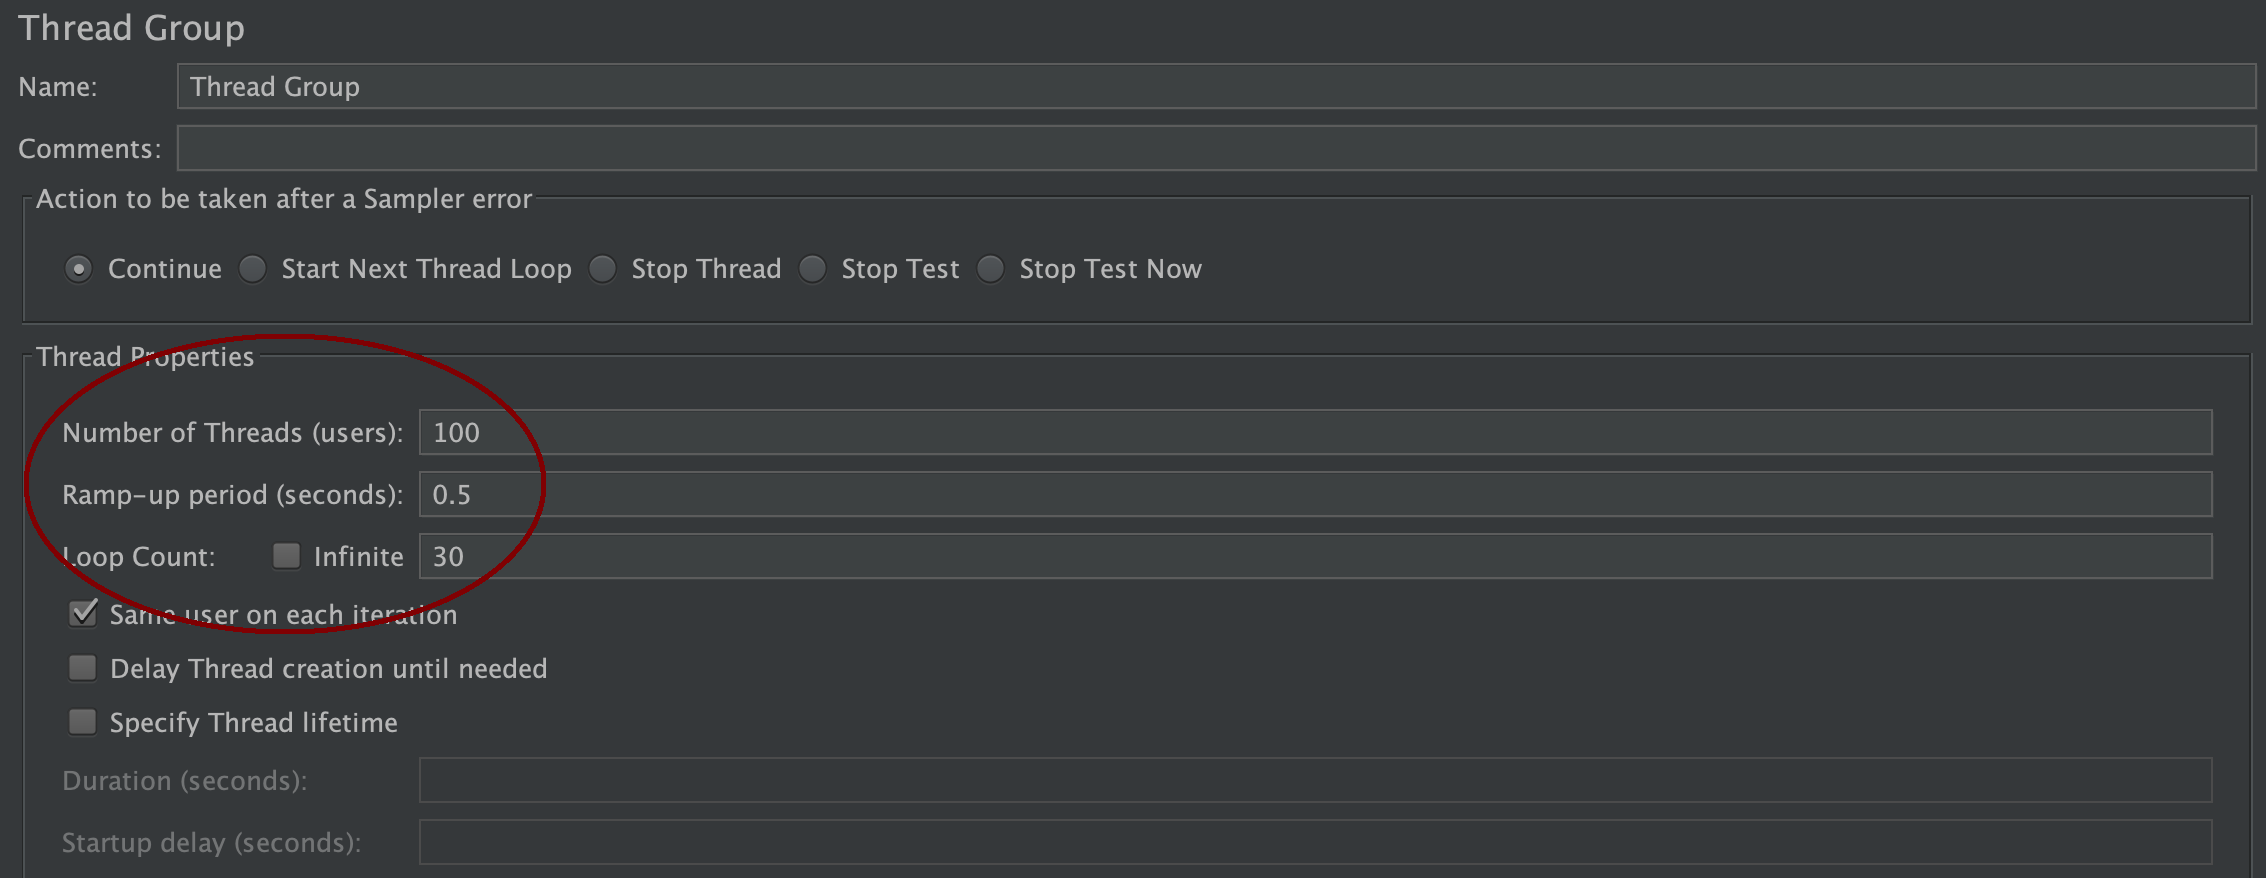 Thread Group
Name: Thread Group
Comments:
Action to be taken after a Sampler error
Continue Start Next Thread Loop Stop Thread Stop Test Stop Test Now
Thread Properties
Number of Threads (users): 100
Ramp-up period (seconds): 0.5
Loop Count: Infinite 30
Same user on each iteration
Delay Thread creation until needed
Specify Thread lifetime
Duration (seconds):
Startup delay (seconds):